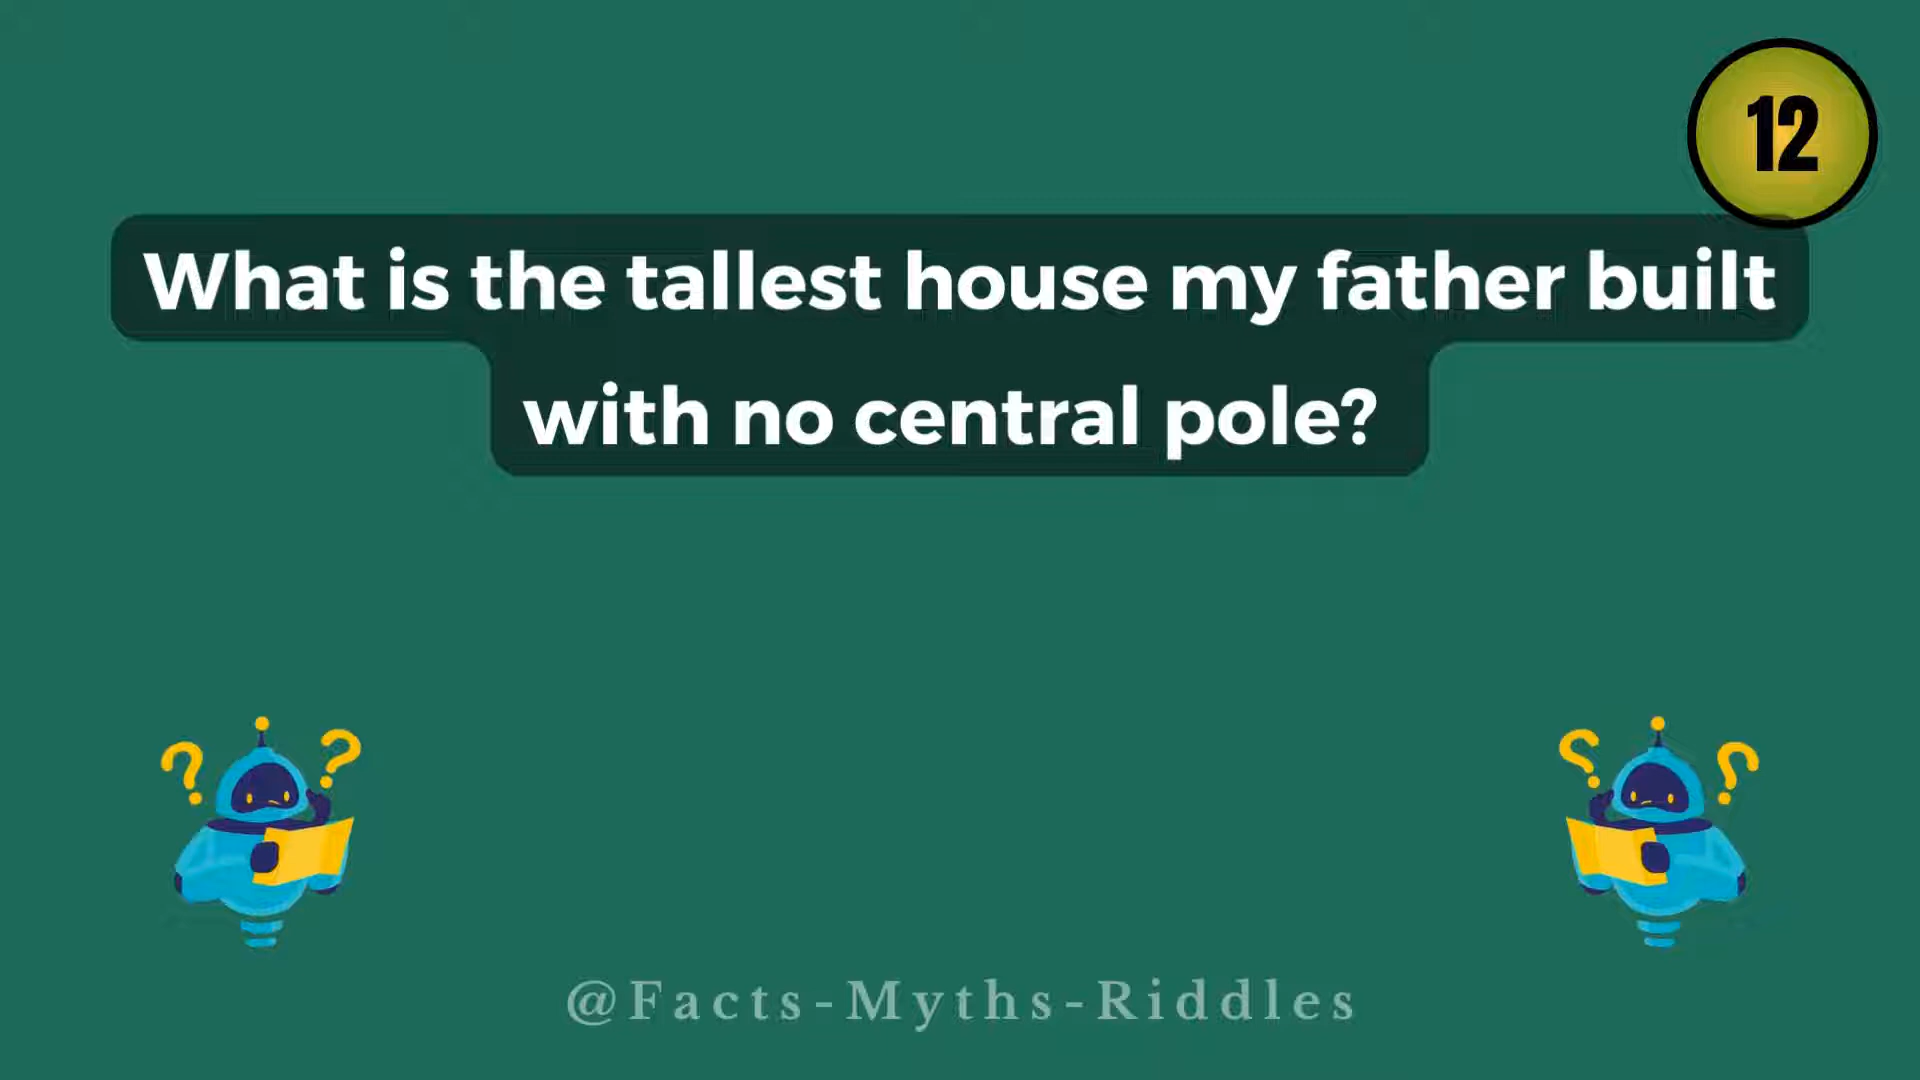 12
What is the tallest house my father built
with no central pole?
@Facts-Myths-Riddles